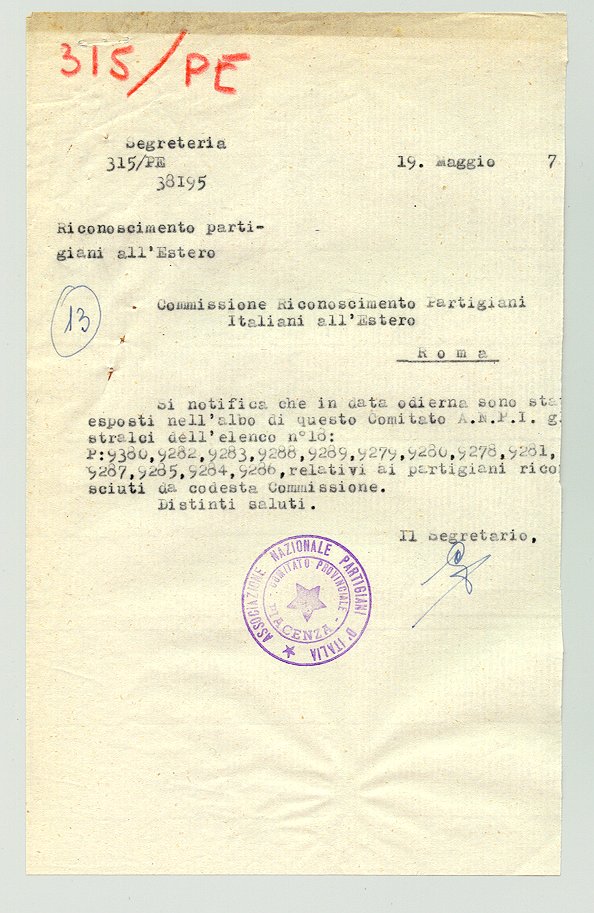 315/PE
Segreteria
315/PE
19. Maggio 7
38195
Riconoscimento parti-
giani all'Estero
13
Commissione Riconoscimento Partigiani
Italiani all'Estero
Roma
Si notifica che in data odierna sono sta
esposti nell'albo di questo Comitato A.N.P.I. g
stralci dell'elenco n°18:
P:9380,9282,9283,9288,9289,9279,9280,9278,9281,
9287,9285,9284,9286,relativi ai partigiani rico
sciuti da codesta Commissione.
Distinti saluti.
Il Segretario,
ASSOCIAZIONE NAZIONALE PARTIGIANI D'ITALIA
COMITATO PROVINCIALE
PIACENZA